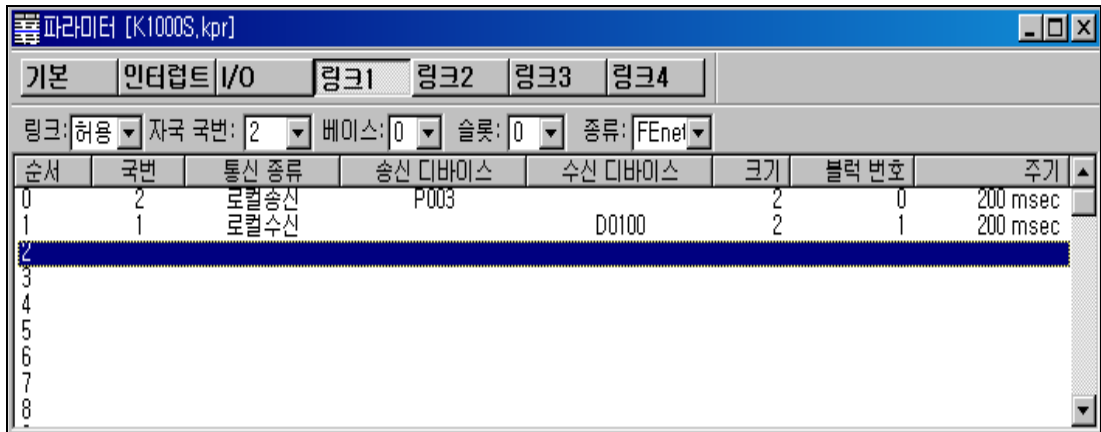 파라미터 [K1000S,kpr]
기본 인터럽트 I/O 링크1 링크2 링크3 링크4
링크: 허용 자국 국번: 2 베이스: 0 슬롯: 0 종류: FEnet
순서 국번 통신 종류 송신 디바이스 수신 디바이스 크기 블럭 번호 주기
0 2 로컬송신 P003 2 0 200 msec
1 1 로컬수신 D0100 2 1 200 msec
2
3
4
5
6
7
8